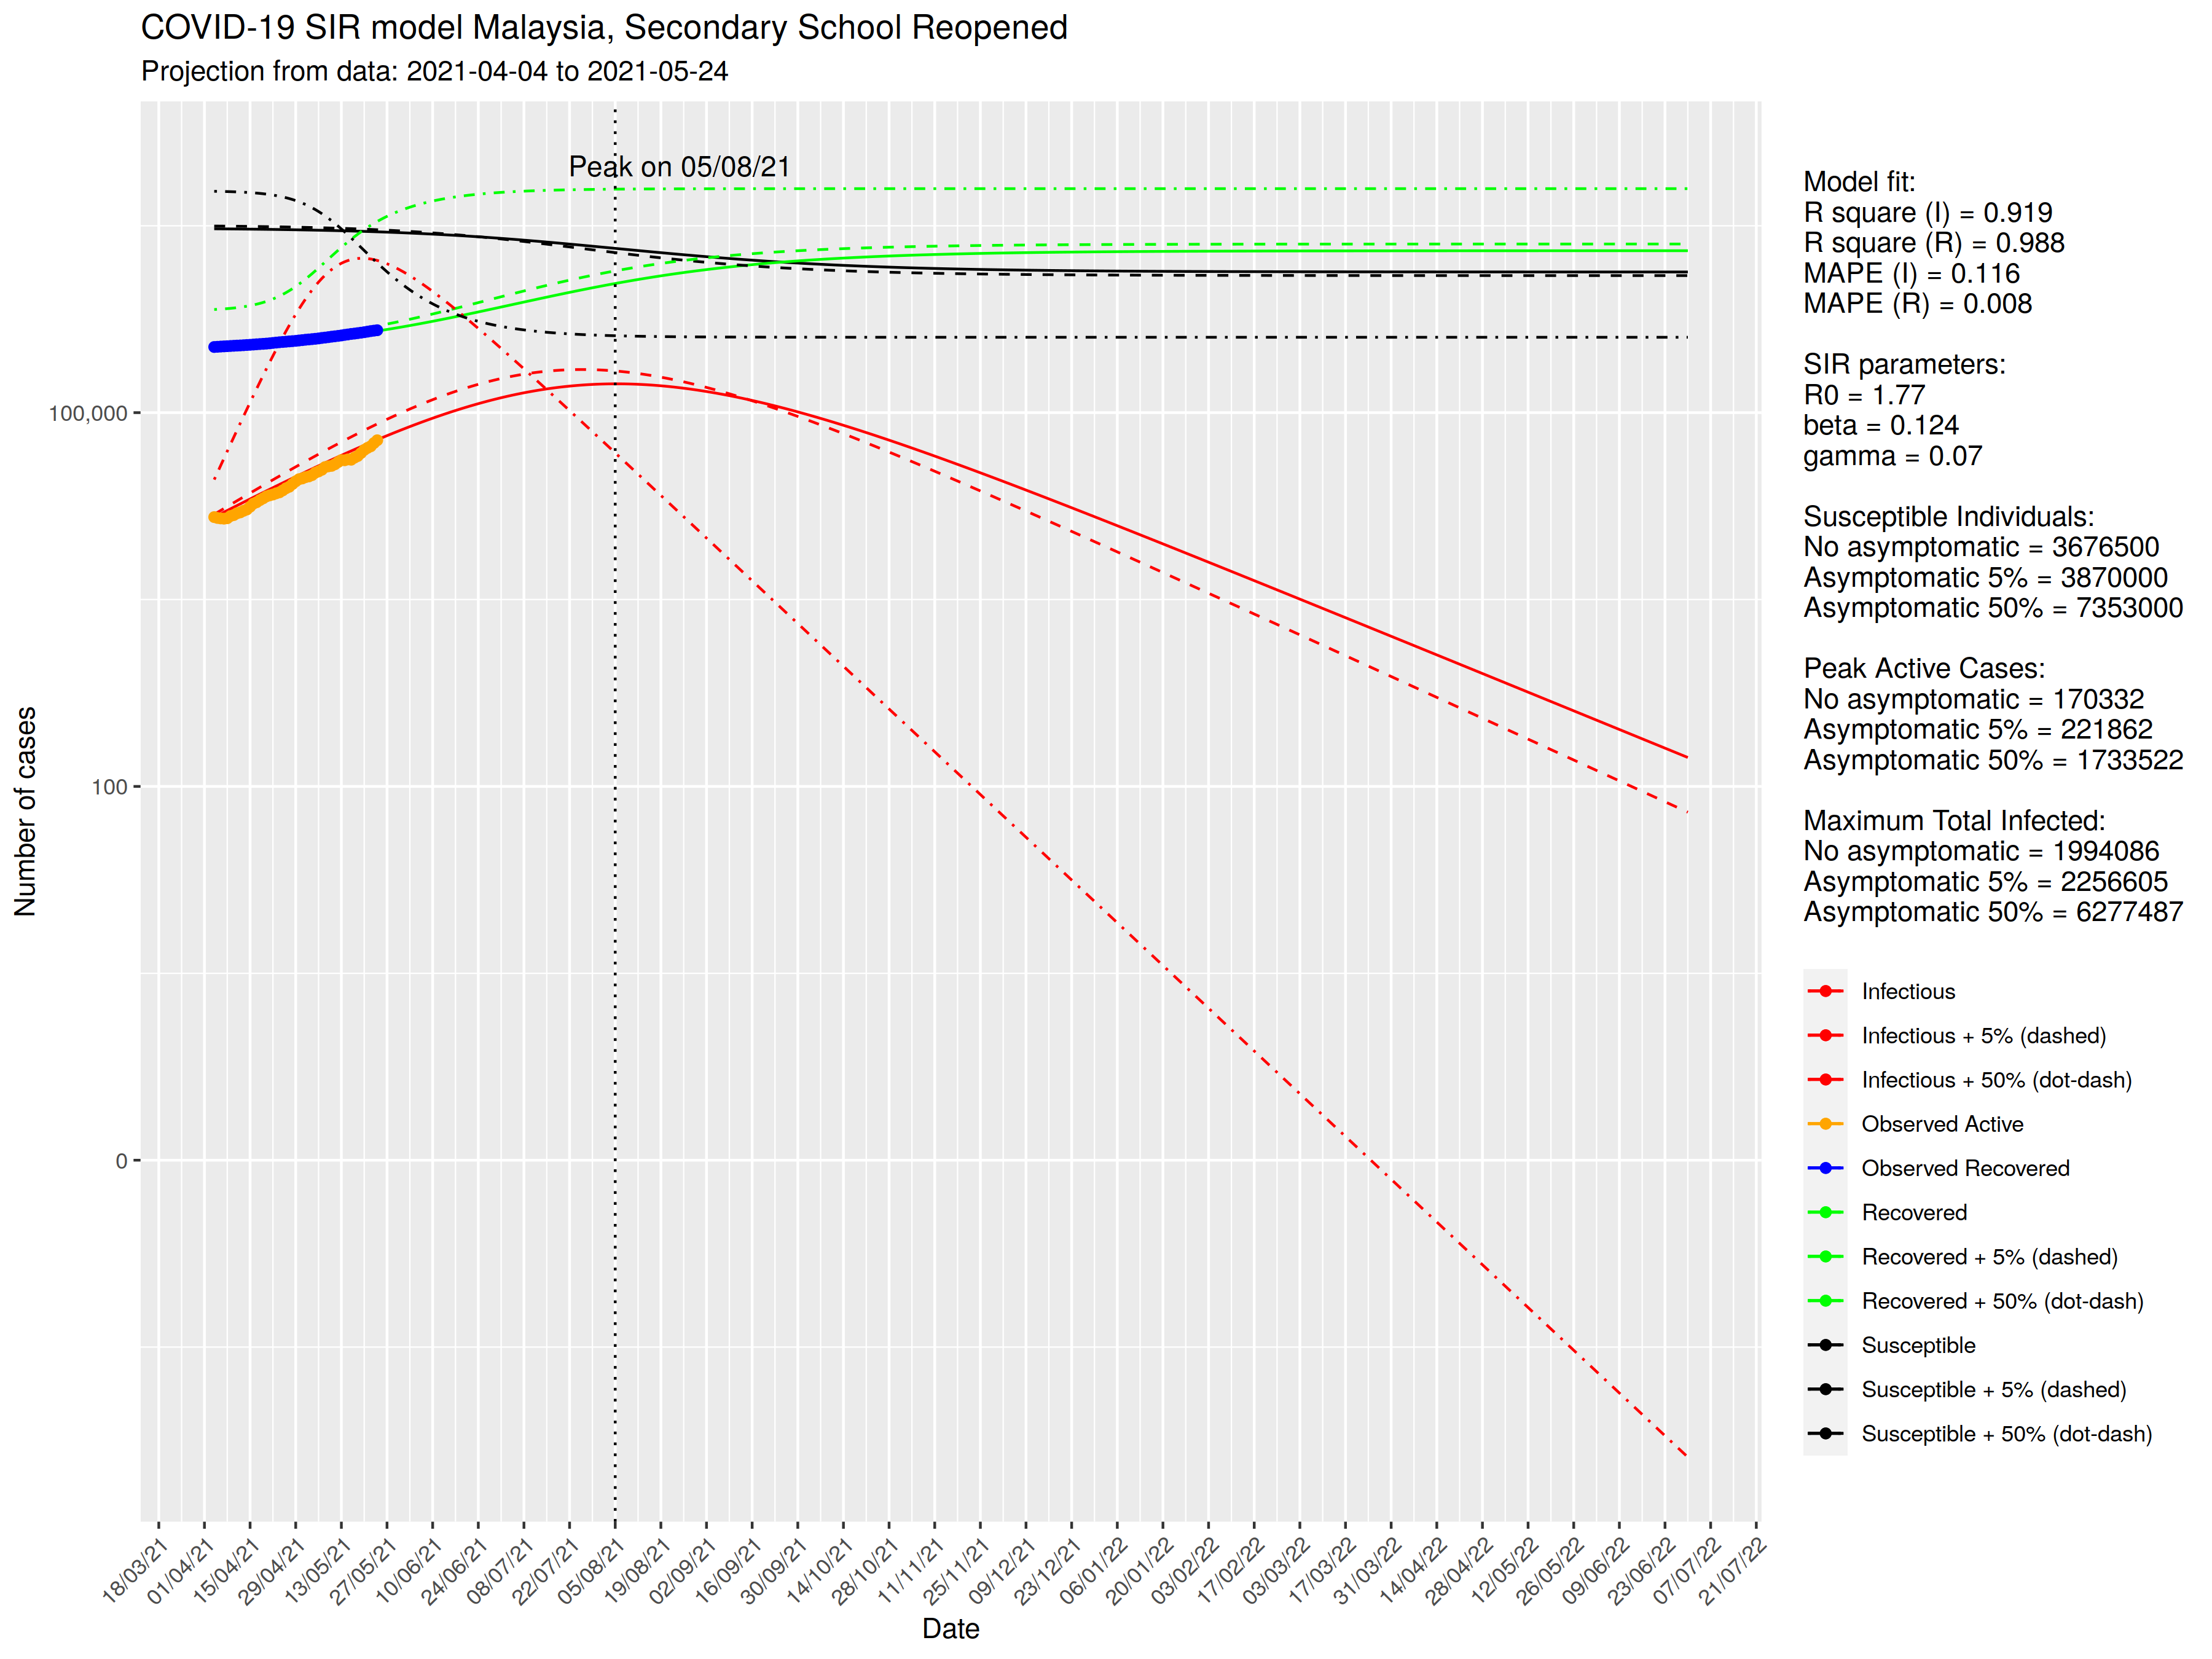 COVID-19 SIR model Malaysia, Secondary School Reopened
Projection from data: 2021-04-04 to 2021-05-24
Peak on 05/08/21
Number of cases
100,000
100
0
18/03/21
01/04/21
15/04/21
29/04/21
13/05/21
27/05/21
10/06/21
24/06/21
08/07/21
22/07/21
05/08/21
19/08/21
02/09/21
16/09/21
30/09/21
14/10/21
28/10/21
11/11/21
25/11/21
09/12/21
23/12/21
06/01/22
20/01/22
03/02/22
17/02/22
03/03/22
17/03/22
31/03/22
14/04/22
28/04/22
12/05/22
26/05/22
09/06/22
23/06/22
07/07/22
21/07/22
Date
Model fit:
R square (I) = 0.919
R square (R) = 0.988
MAPE (I) = 0.116
MAPE (R) = 0.008
SIR parameters:
R0 = 1.77
beta = 0.124
gamma = 0.07
Susceptible Individuals:
No asymptomatic = 3676500
Asymptomatic 5% = 3870000
Asymptomatic 50% = 7353000
Peak Active Cases:
No asymptomatic = 170332
Asymptomatic 5% = 221862
Asymptomatic 50% = 1733522
Maximum Total Infected:
No asymptomatic = 1994086
Asymptomatic 5% = 2256605
Asymptomatic 50% = 6277487
Infectious
Infectious + 5% (dashed)
Infectious + 50% (dot-dash)
Observed Active
Observed Recovered
Recovered
Recovered + 5% (dashed)
Recovered + 50% (dot-dash)
Susceptible
Susceptible + 5% (dashed)
Susceptible + 50% (dot-dash)